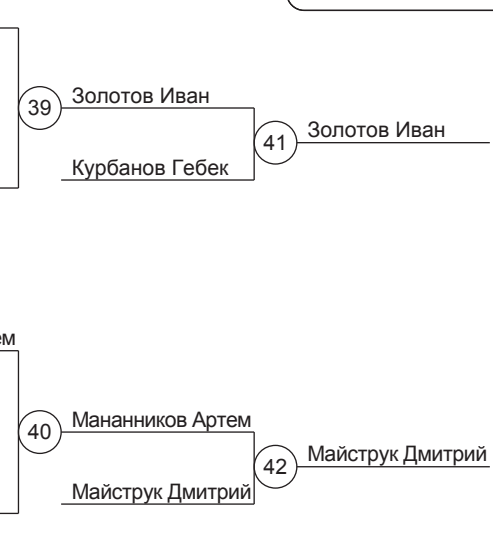 39
Золотов Иван
Курбанов Гебек
41
Золотов Иван
40
Мананников Артем
Майструк Дмитрий
42
Майструк Дмитрий